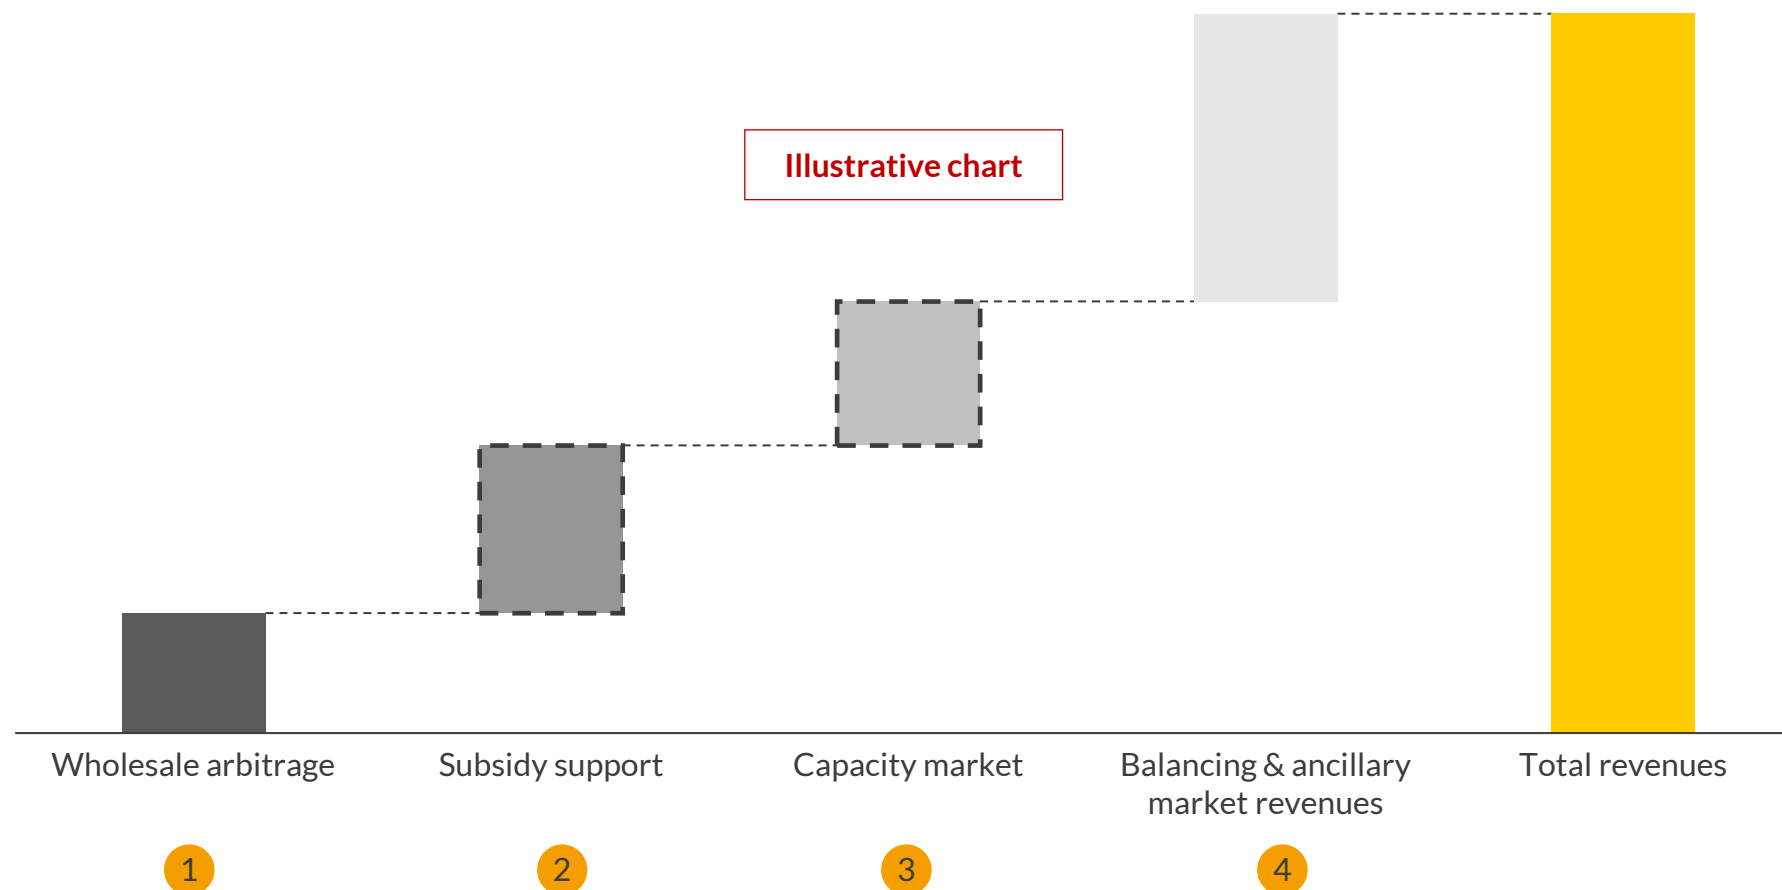 Illustrative chart
Wholesale arbitrage
Subsidy support
Capacity market
Balancing & ancillary
market revenues
Total revenues
1
2
3
4